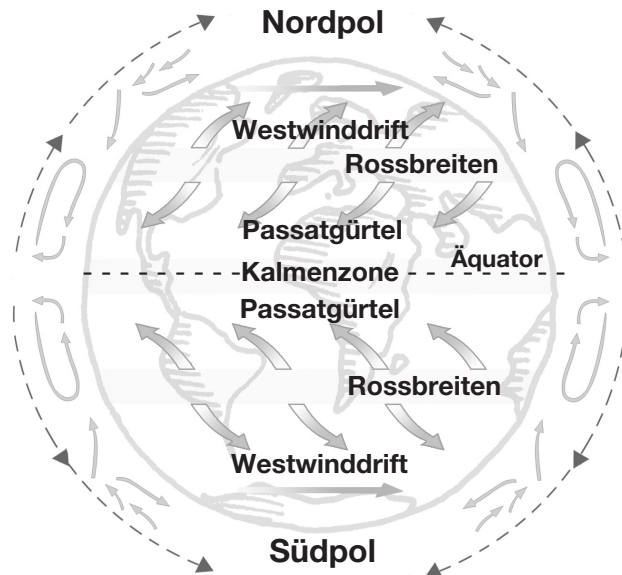 Nordpol
Westwinddrift
Rossbreiten
Passatgürtel
Äquator
Kalmenzone
Passatgürtel
Rossbreiten
Westwinddrift
Südpol